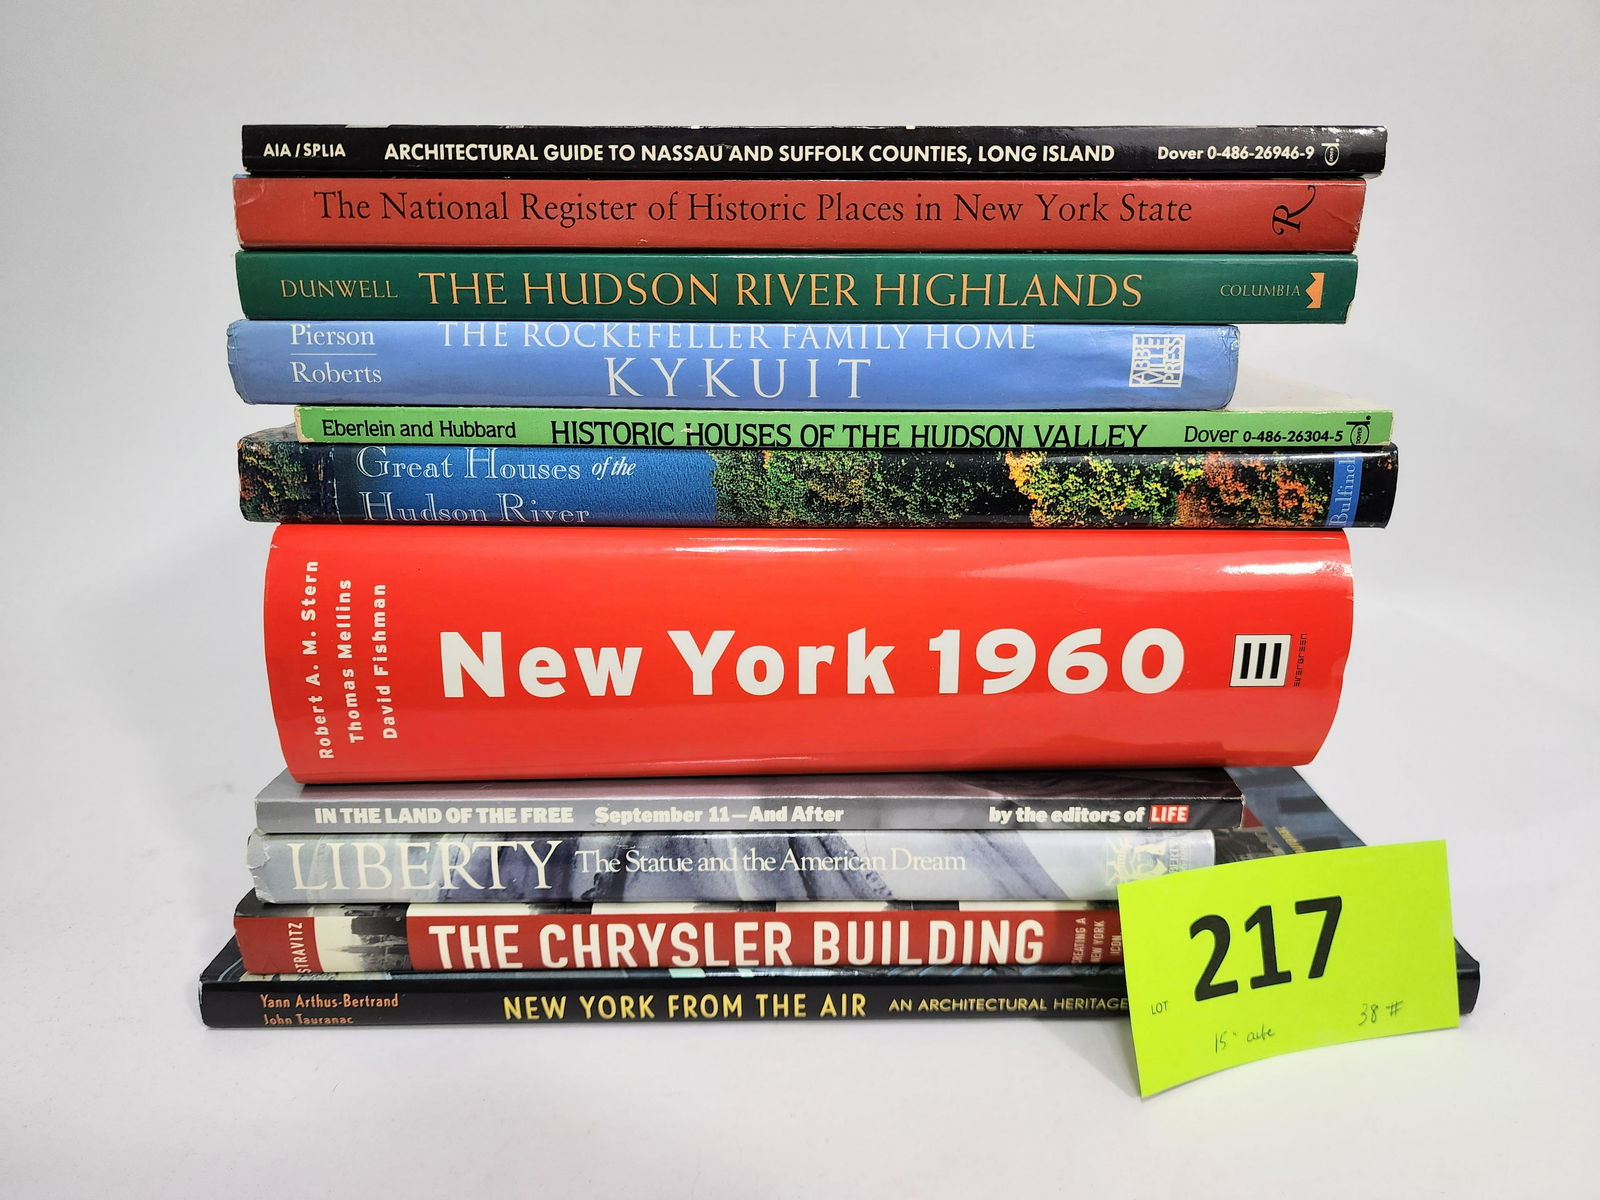 AIA / SPLIA ARCHITECTURAL GUIDE TO NASSAU AND SUFFOLK COUNTIES, LONG ISLAND Dover 0-486-26946-9
The National Register of Historic Places in New York State R
DUNWELL THE HUDSON RIVER HIGHLANDS COLUMBIA
Pierson
Roberts
THE ROCKEFELLER FAMILY HOME
KYKUIT
ABBE
VILLE
PRESS
Eberlein and Hubbard HISTORIC HOUSES OF THE HUDSON VALLEY Dover 0-486-26304-5
Great Houses of the
Hudson River
Bulfinch
Robert A. M. Stern
Thomas Mellins
David Fishman
New York 1960
EVERGREEN
IN THE LAND OF THE FREE September 11—And After by the editors of LIFE
LIBERTY The Statue and the American Dream
STRAVITZ
THE CHRYSLER BUILDING
CREATING A
NEW YORK
ICON
Yann Arthus-Bertrand
John Tauranac
NEW YORK FROM THE AIR AN ARCHITECTURAL HERITAGE
LOT 217
15" cube 38 #